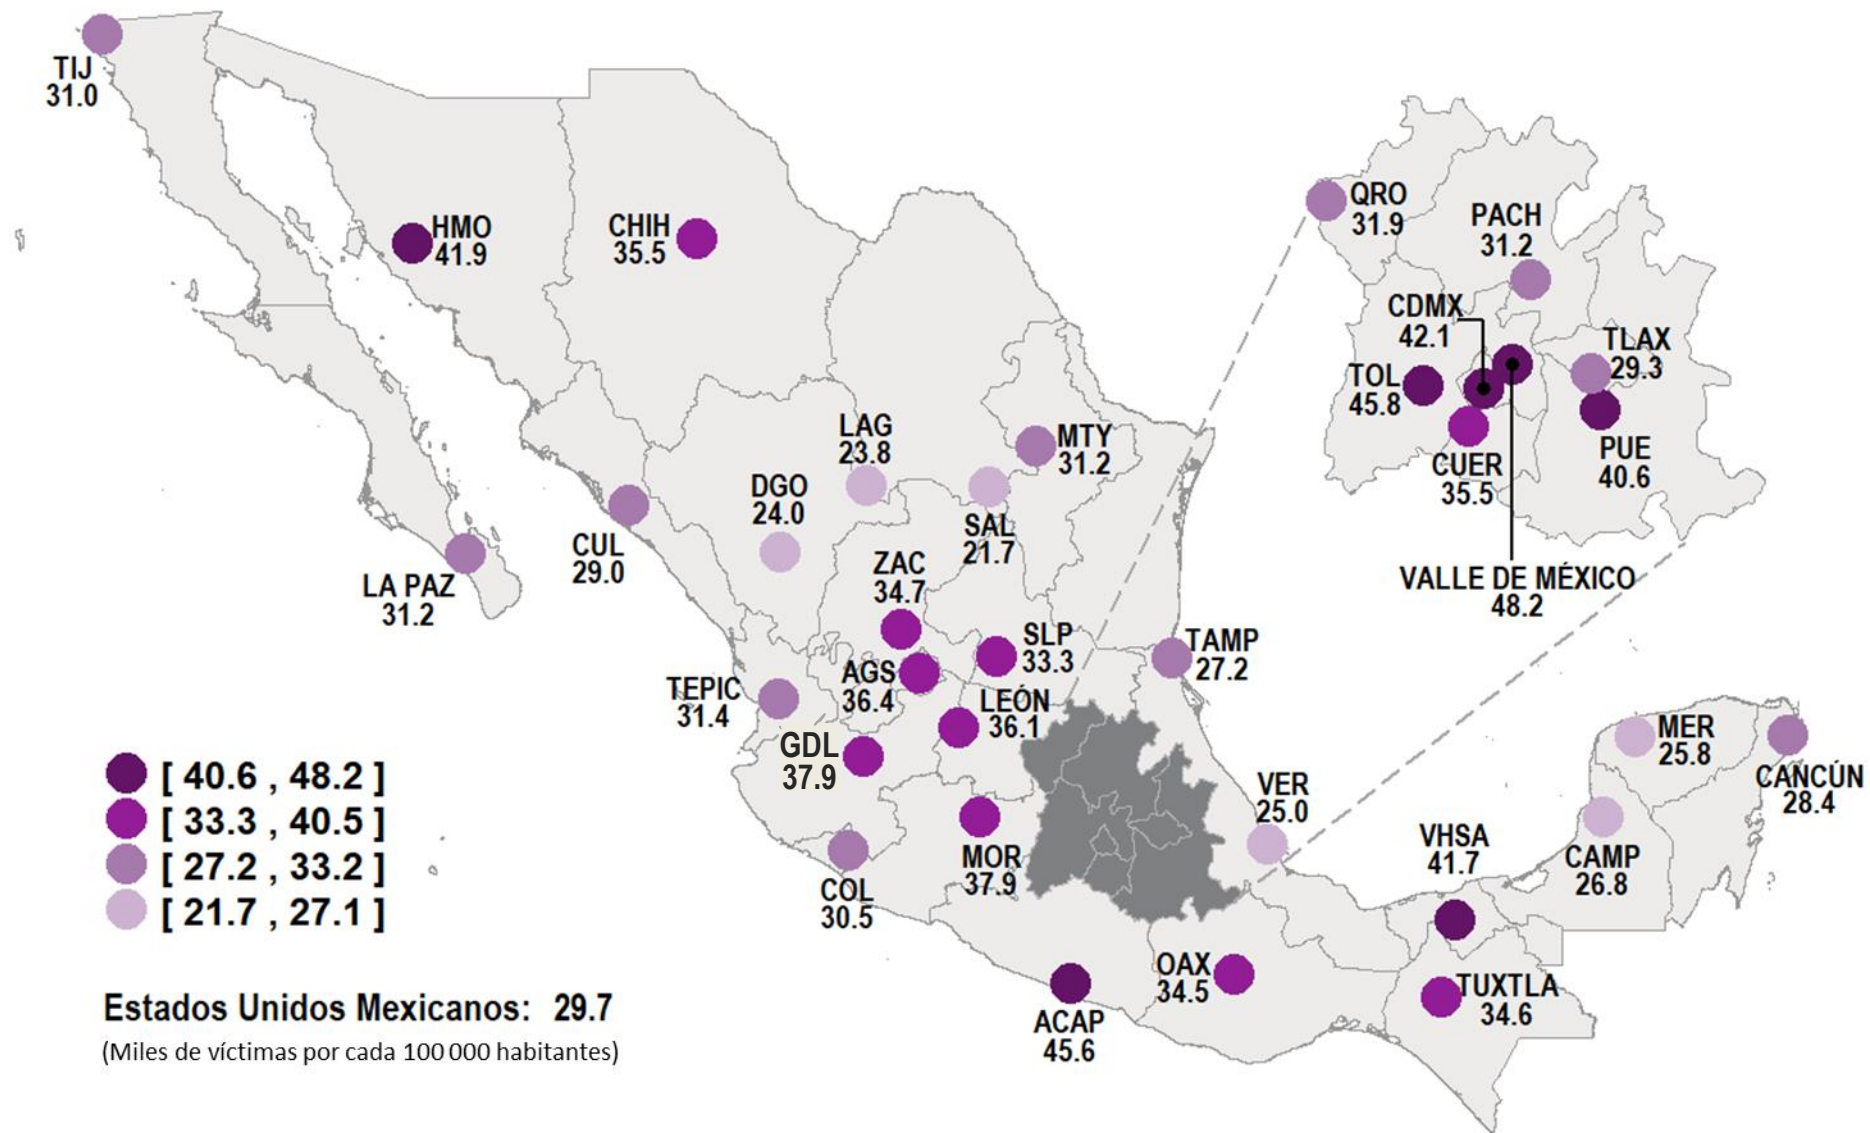 TIJ
31.0
HMO
41.9
CHIH
35.5
QRO
31.9
PACH
31.2
CDMX
42.1
TLAX
29.3
TOL
45.8
CUER
35.5
PUE
40.6
VALLE DE MÉXICO
48.2
LAG
23.8
MTY
31.2
DGO
24.0
SAL
21.7
CUL
29.0
LA PAZ
31.2
ZAC
34.7
SLP
33.3
TAMP
27.2
AGS
36.4
TEPIC
31.4
LEÓN
36.1
GDL
37.9
MER
25.8
CANCÚN
28.4
VER
25.0
VHSA
41.7
CAMP
26.8
MOR
37.9
COL
30.5
OAX
34.5
TUXTLA
34.6
ACAP
45.6
[ 40.6 , 48.2 ]
[ 33.3 , 40.5 ]
[ 27.2 , 33.2 ]
[ 21.7 , 27.1 ]
Estados Unidos Mexicanos: 29.7
(Miles de víctimas por cada 100 000 habitantes)